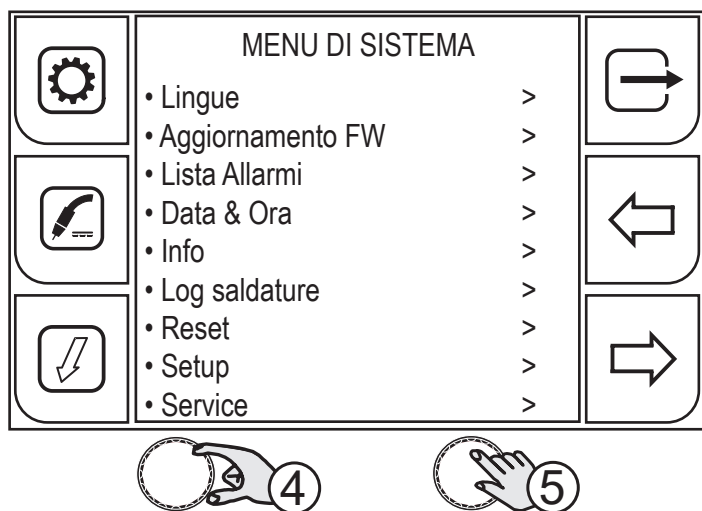 MENU DI SISTEMA
• Lingue >
• Aggiornamento FW >
• Lista Allarmi >
• Data & Ora >
• Info >
• Log saldature >
• Reset >
• Setup >
• Service >
4 5